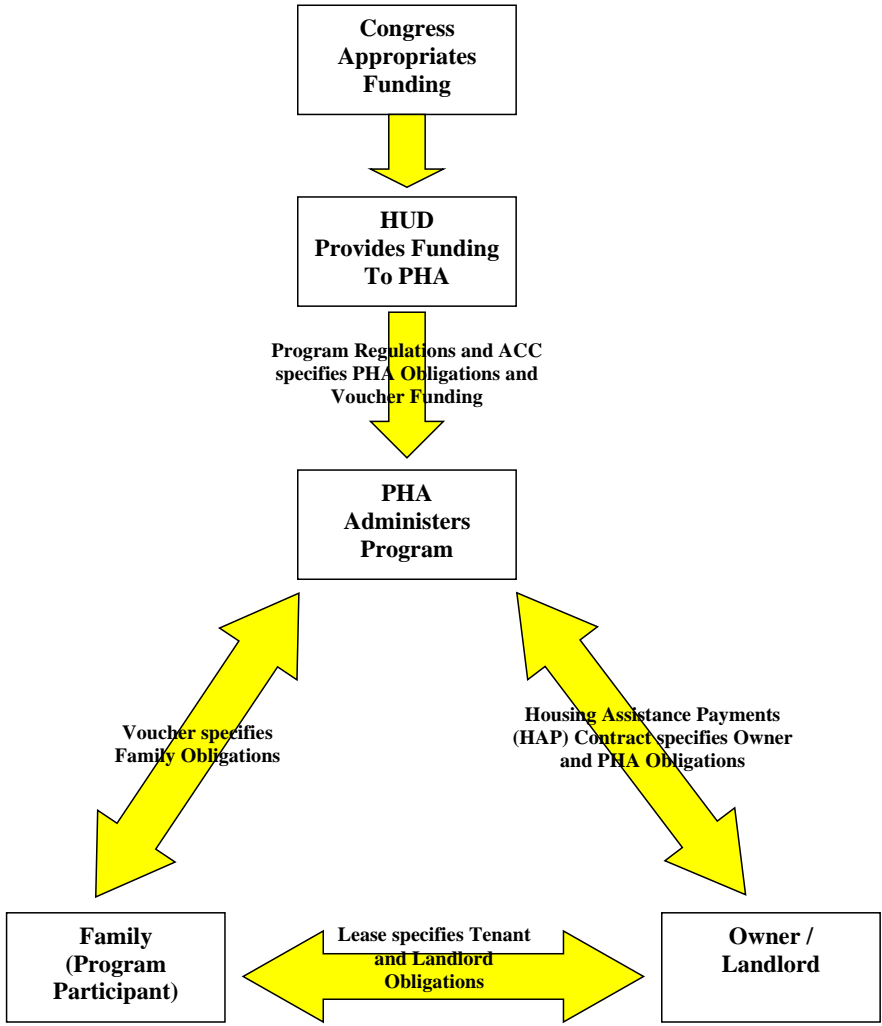 Congress
Appropriates
Funding
HUD
Provides Funding
To PHA
Program Regulations and ACC
specifies PHA Obligations and
Voucher Funding
PHA
Administers
Program
Voucher specifies
Family Obligations
Housing Assistance Payments
(HAP) Contract specifies Owner
and PHA Obligations
Family
(Program
Participant)
Lease specifies Tenant
and Landlord
Obligations
Owner /
Landlord